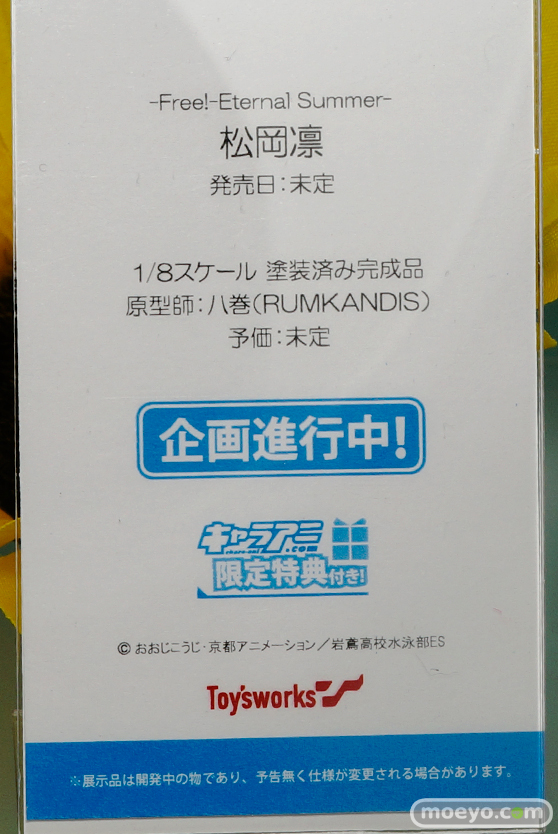 -Free!-Eternal Summer-
松岡凛
発売日：未定
1/8スケール 塗装済み完成品
原型師：八巻（RUMKANDIS）
予価：未定
企画進行中！
キャラアニ
.com
限定特典付き！
© おおじこうじ・京都アニメーション／岩鳶高校水泳部ES
Toy'sworks
※展示品は開発中の物であり、予告無く仕様が変更される場合があります。
moeyo.com